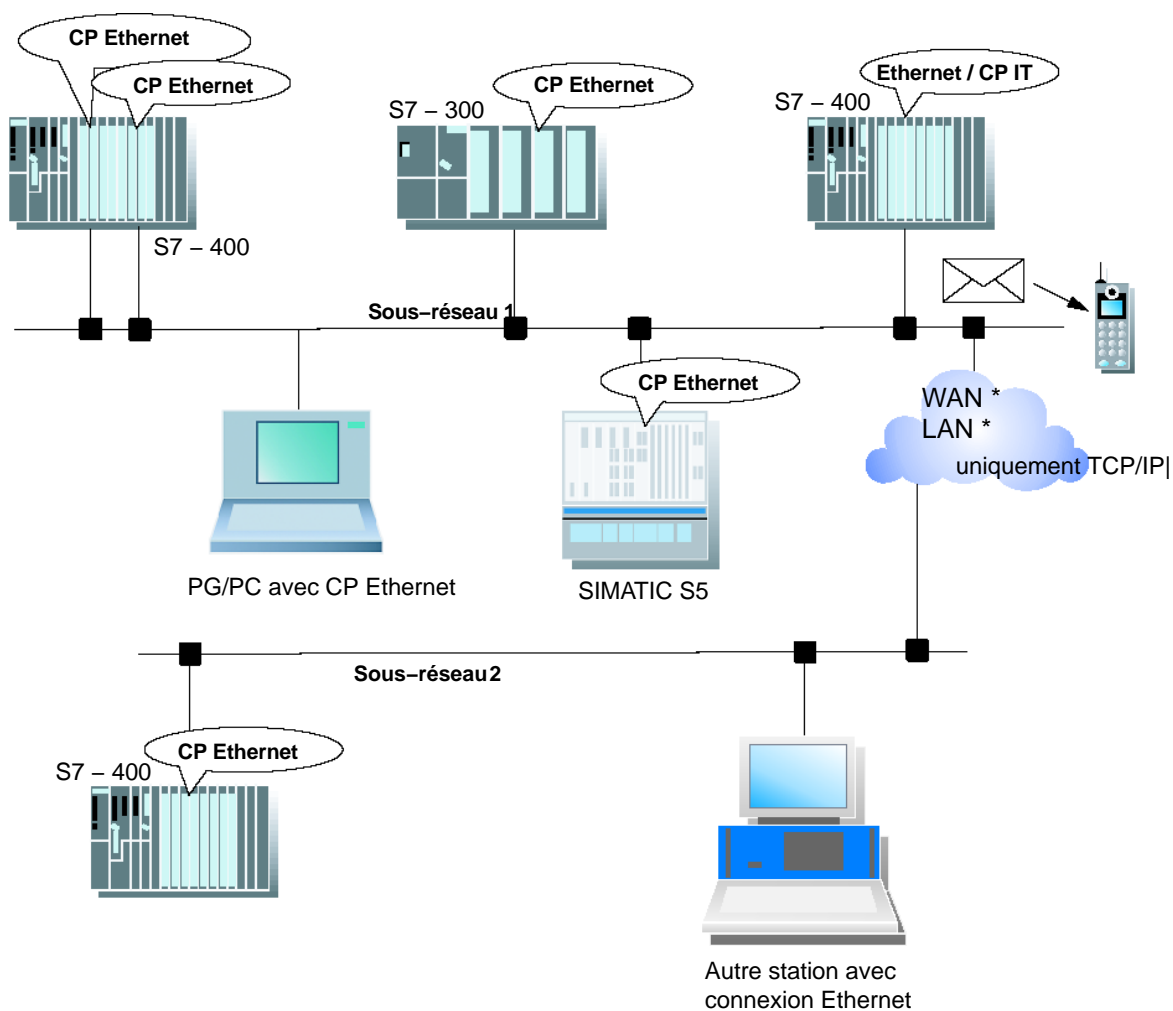 CP Ethernet
CP Ethernet
CP Ethernet
Ethernet / CP IT
S7 – 300
S7 – 400
S7 – 400
Sous–réseau 1
CP Ethernet
WAN *
LAN *
uniquement TCP/IP|
PG/PC avec CP Ethernet
SIMATIC S5
Sous–réseau 2
CP Ethernet
S7 – 400
Autre station avec
connexion Ethernet